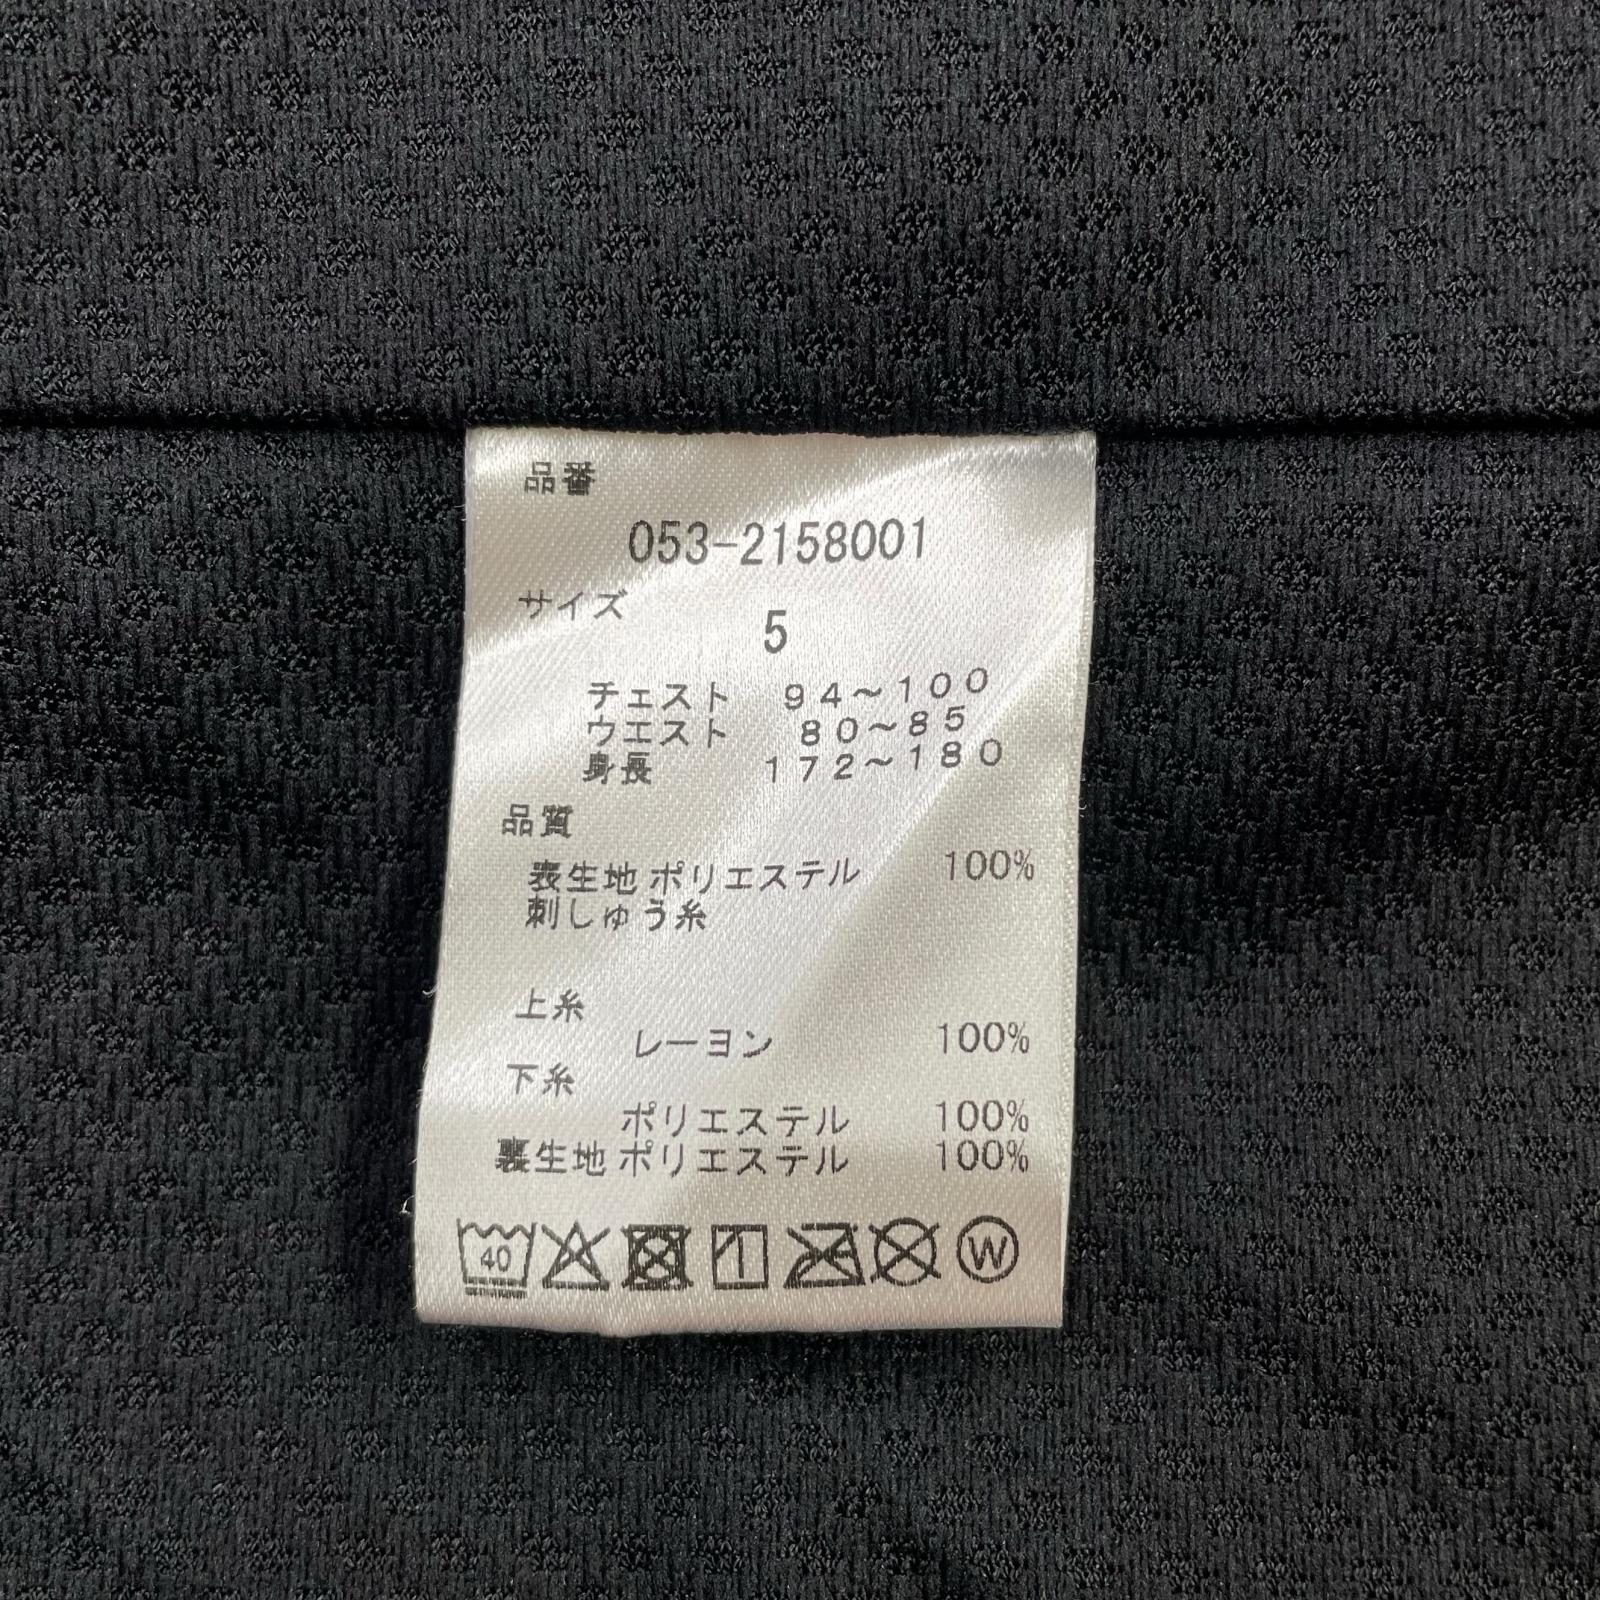 品番
053-2158001
サイズ
5
チェスト 94～100
ウエスト 80～85
身長 172～180
品質
表生地 ポリエステル 100%
刺しゅう糸
上糸
レーヨン 100%
下糸
ポリエステル 100%
裏生地 ポリエステル 100%
40 W